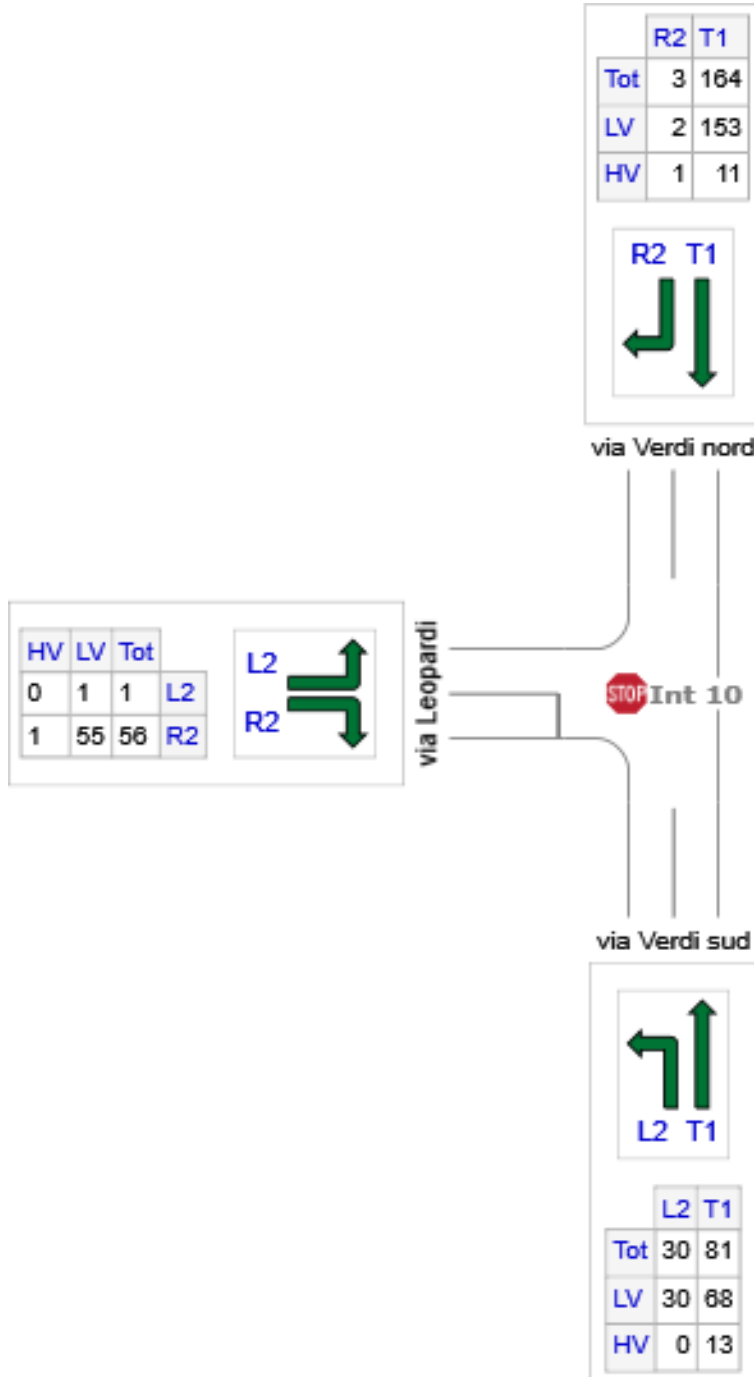 R2 T1
Tot 3 164
LV 2 153
HV 1 11
R2 T1
via Verdi nord
HV LV Tot
0 1 1 L2
1 55 56 R2
L2
R2
via Leopardi
STOP Int 10
via Verdi sud
L2 T1
L2 T1
Tot 30 81
LV 30 68
HV 0 13